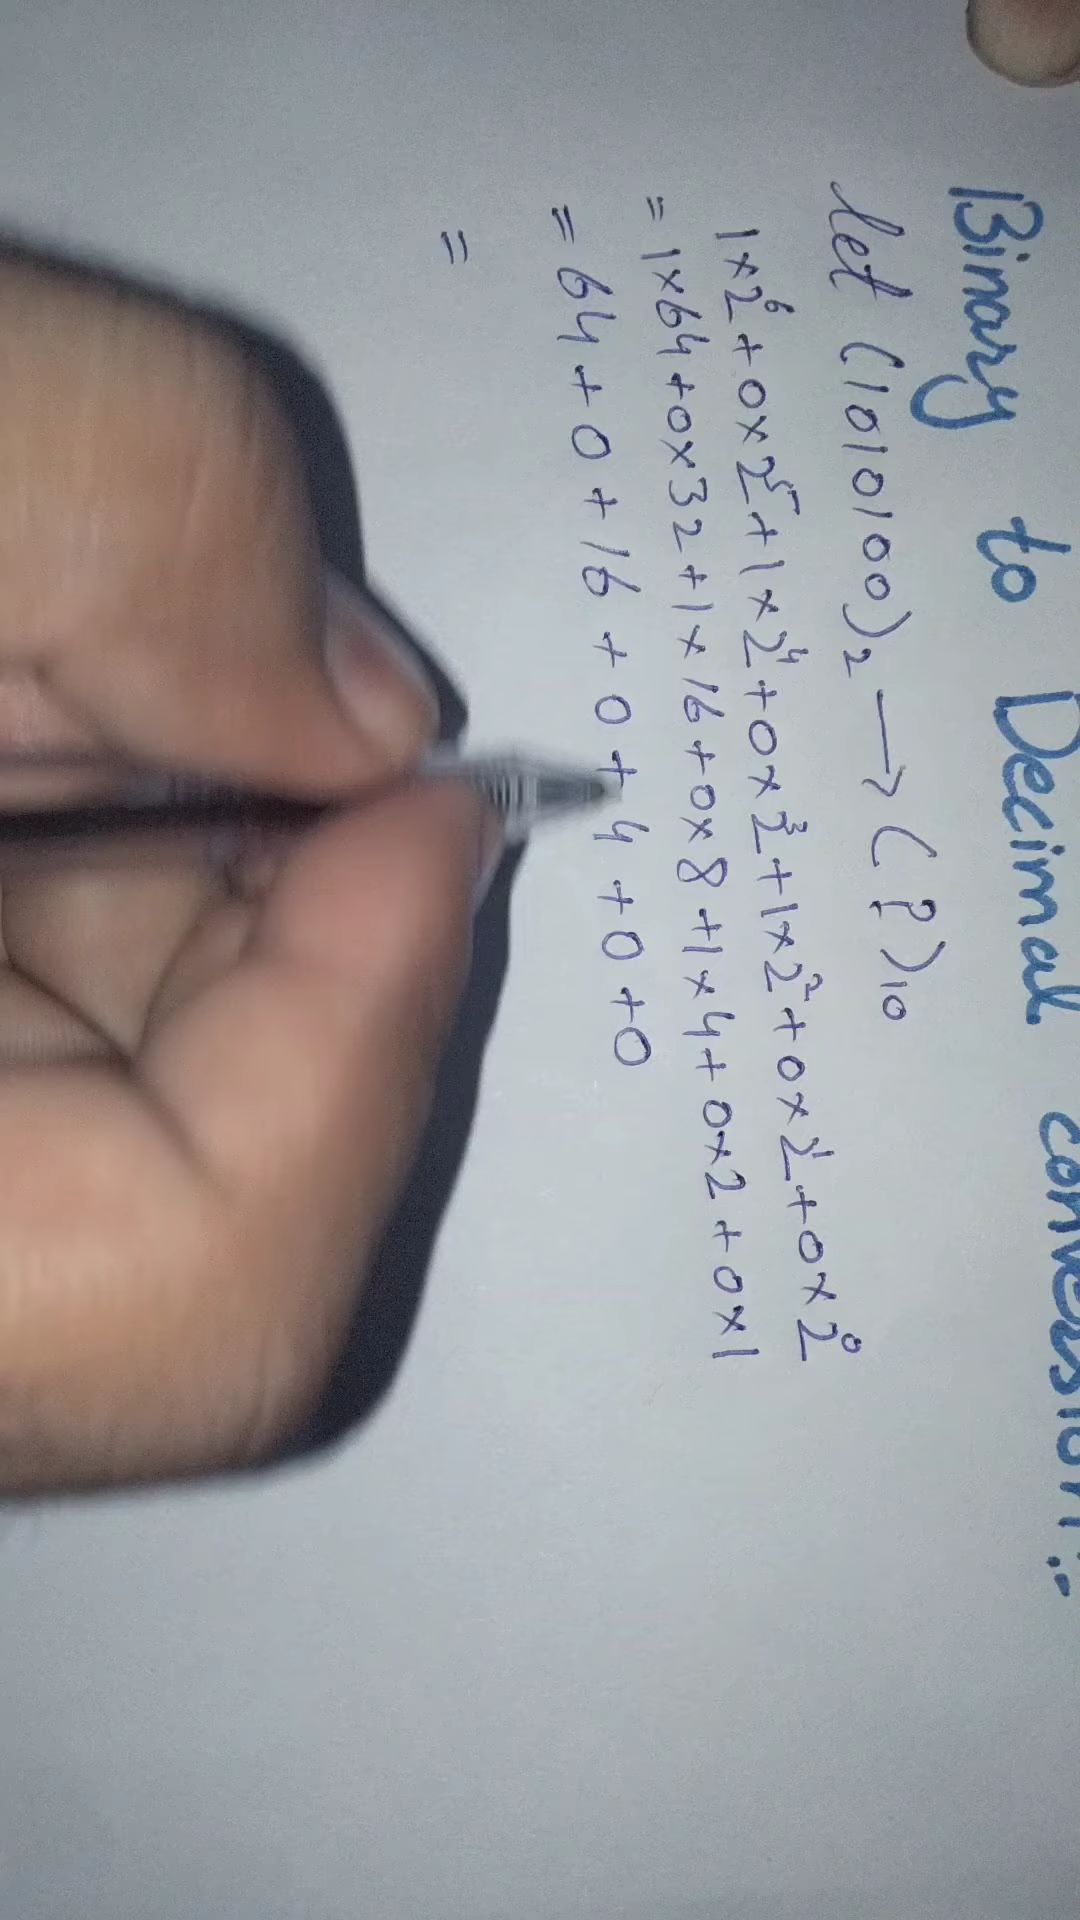 Binary to Decimal conversion:-
let (1010100)₂ → (?)₁₀
1×2⁶+0×2⁵+1×2⁴+0×2³+1×2²+0×2¹+0×2⁰
=1×64+0×32+1×16+0×8+1×4+0×2+0×1
=64+0+16+0+4+0+0
=